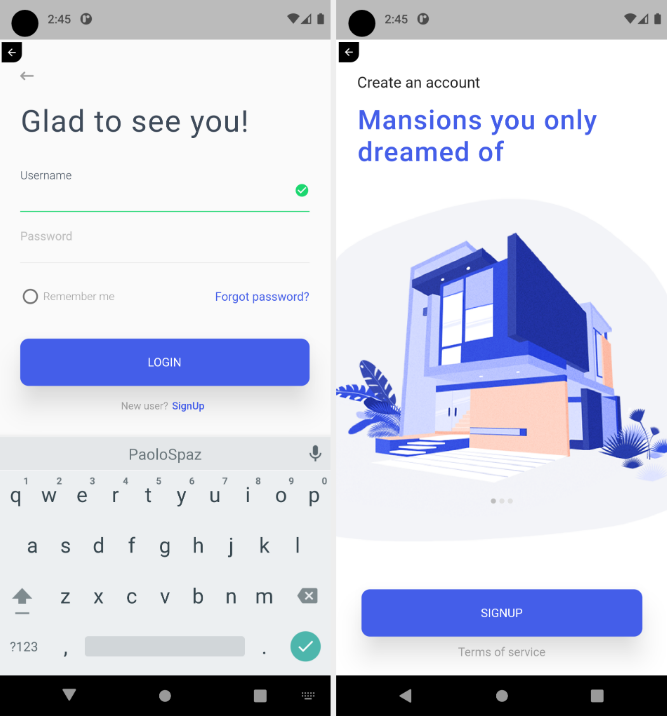 2:45
Glad to see you!
Username
Password
Remember me
Forgot password?
LOGIN
New user? SignUp
PaoloSpaz
1 2 3 4 5 6 7 8 9 0
q w e r t y u i o p
a s d f g h j k l
z x c v b n m
?123 , .
2:45
Create an account
Mansions you only
dreamed of
SIGNUP
Terms of service